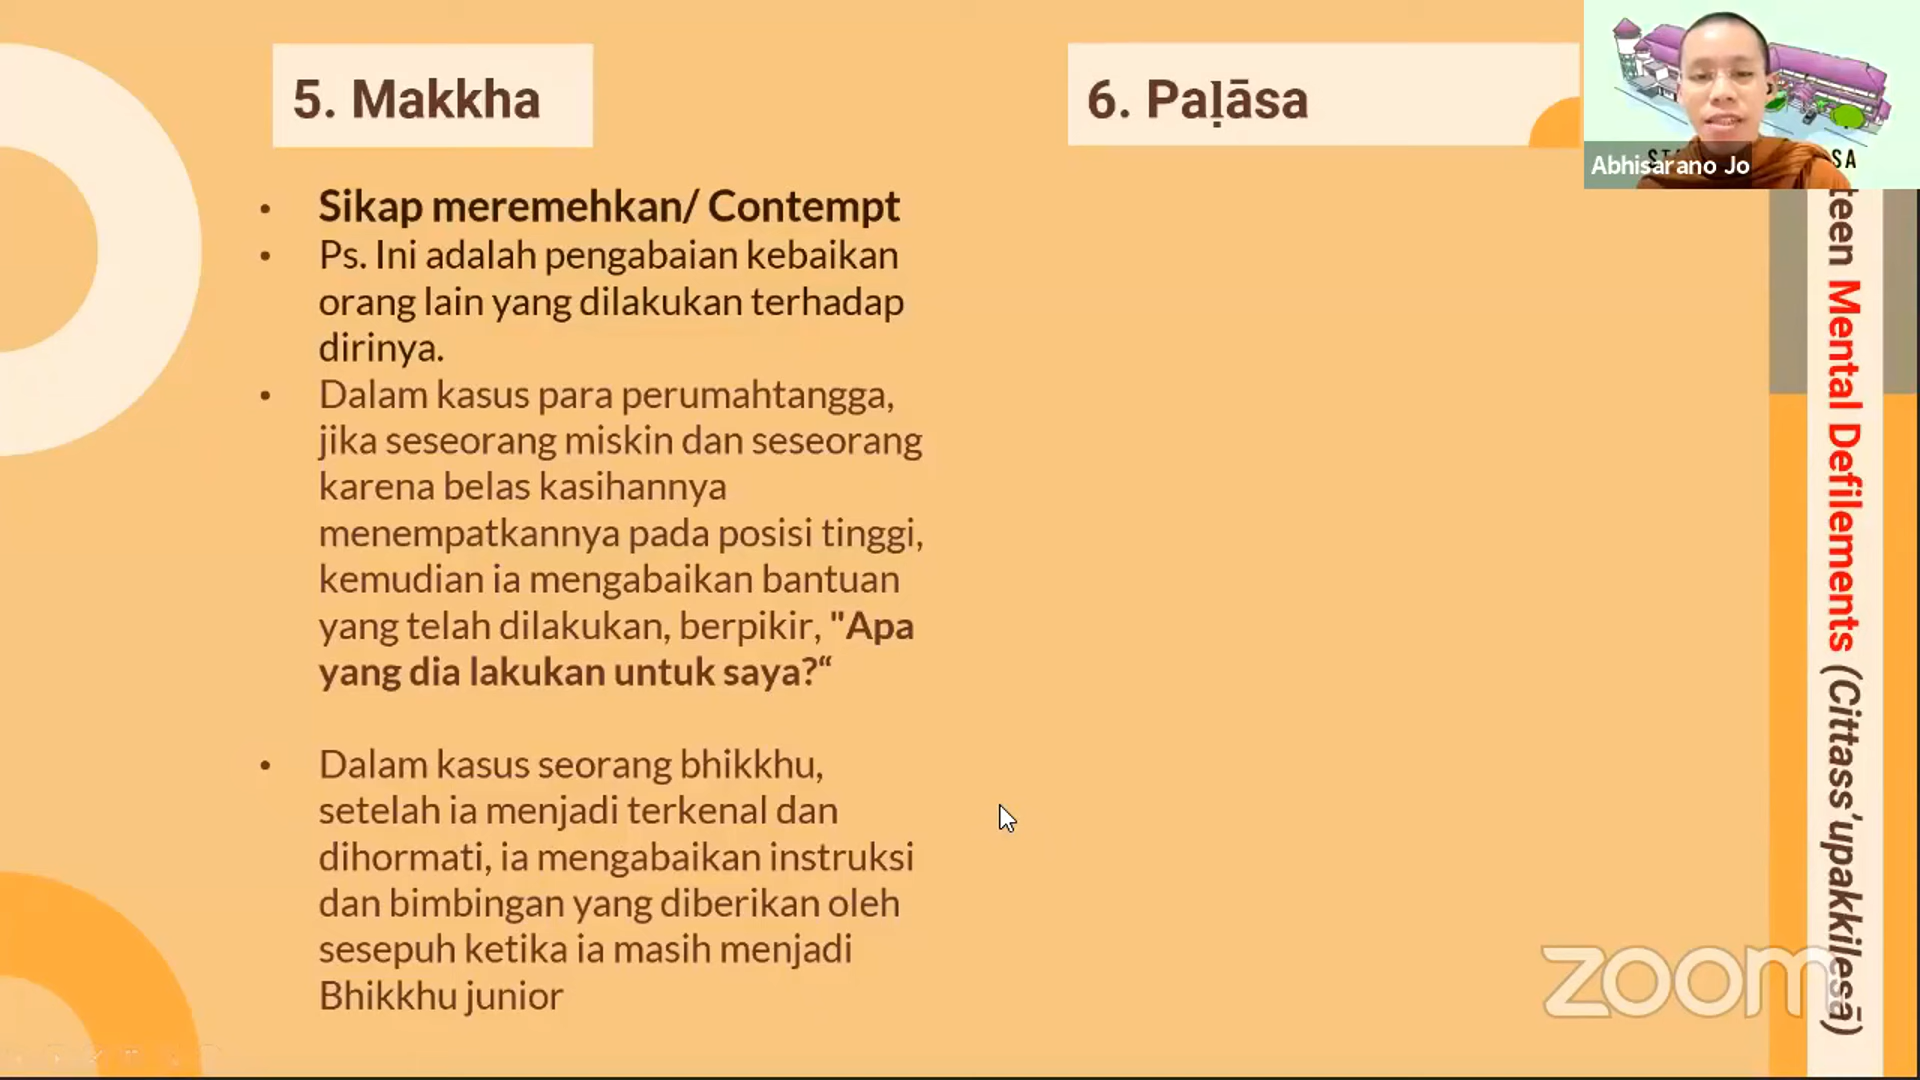 5. Makkha
Sikap meremehkan/ Contempt
Ps. Ini adalah pengabaian kebaikan
orang lain yang dilakukan terhadap
dirinya.
Dalam kasus para perumahtangga,
jika seseorang miskin dan seseorang
karena belas kasihannya
menempatkannya pada posisi tinggi,
kemudian ia mengabaikan bantuan
yang telah dilakukan, berpikir, "Apa
yang dia lakukan untuk saya?“
Dalam kasus seorang bhikkhu,
setelah ia menjadi terkenal dan
dihormati, ia mengabaikan instruksi
dan bimbingan yang diberikan oleh
sesepuh ketika ia masih menjadi
Bhikkhu junior
6. Paḷāsa
Abhisarano Jo
teen Mental Defilements (Cittass'upakkilesā)
zoom